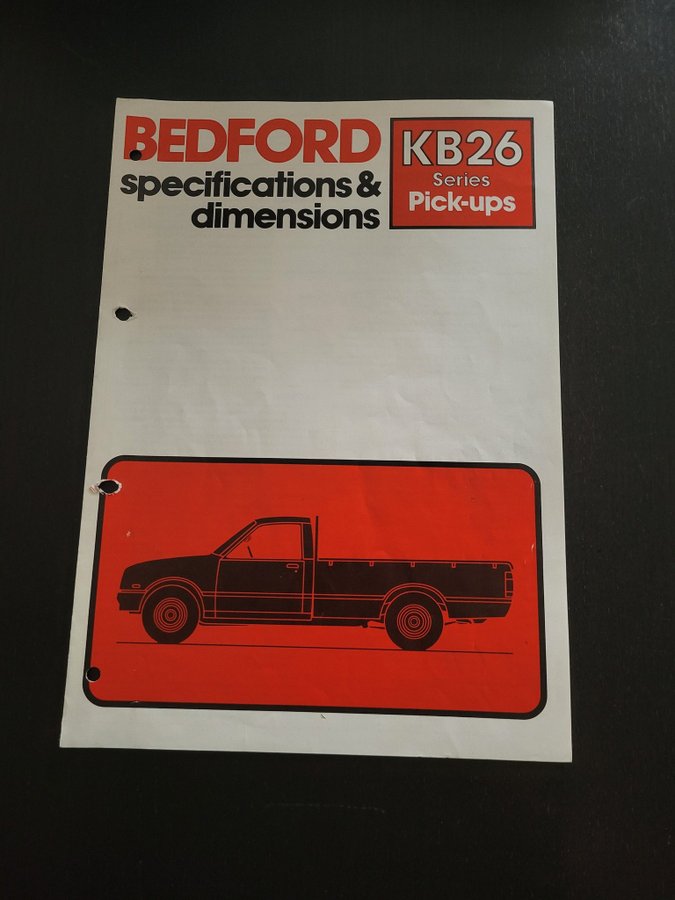 BEDFORD
specifications &
dimensions
KB26
Series
Pick-ups